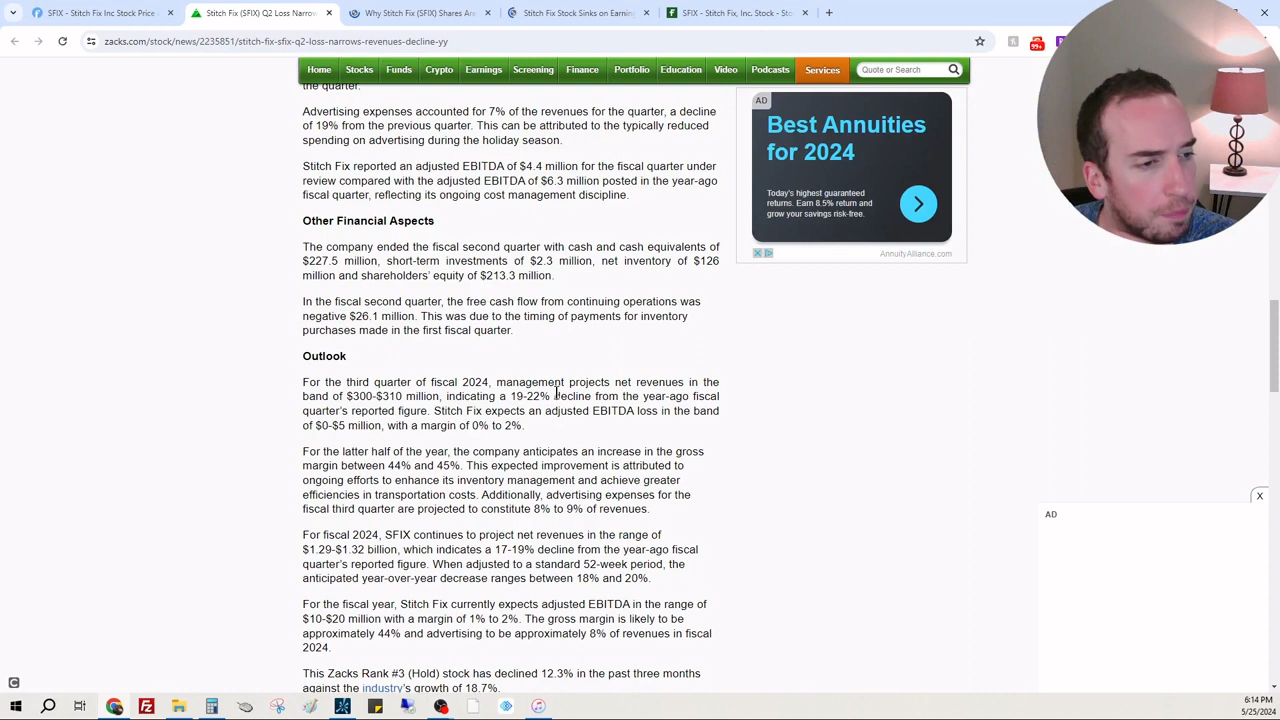 Stitch Fix Inc Stock Price
Stitch Fix (SFIX) Q2 Loss Narrow
Why Stitch Fix (SFIX) Shares Are
Stitch Fix Stock Sinks on Earning
SFIX - Stitch Fix, Inc. Stock - Stoc
zacks.com/stock/news/2235851/stitch-fix-sfix-q2-loss-narrow-revenues-decline-yy
99+
Home Stocks Funds Crypto Earnings Screening Finance Portfolio Education Video Podcasts Services Quote or Search
the quarter.
Advertising expenses accounted for 7% of the revenues for the quarter, a decline
of 19% from the previous quarter. This can be attributed to the typically reduced
spending on advertising during the holiday season.
Stitch Fix reported an adjusted EBITDA of $4.4 million for the fiscal quarter under
review compared with the adjusted EBITDA of $6.3 million posted in the year-ago
fiscal quarter, reflecting its ongoing cost management discipline.
Other Financial Aspects
The company ended the fiscal second quarter with cash and cash equivalents of
$227.5 million, short-term investments of $2.3 million, net inventory of $126
million and shareholders' equity of $213.3 million.
In the fiscal second quarter, the free cash flow from continuing operations was
negative $26.1 million. This was due to the timing of payments for inventory
purchases made in the first fiscal quarter.
Outlook
For the third quarter of fiscal 2024, management projects net revenues in the
band of $300-$310 million, indicating a 19-22% decline from the year-ago fiscal
quarter's reported figure. Stitch Fix expects an adjusted EBITDA loss in the band
of $0-$5 million, with a margin of 0% to 2%.
For the latter half of the year, the company anticipates an increase in the gross
margin between 44% and 45%. This expected improvement is attributed to
ongoing efforts to enhance its inventory management and achieve greater
efficiencies in transportation costs. Additionally, advertising expenses for the
fiscal third quarter are projected to constitute 8% to 9% of revenues.
For fiscal 2024, SFIX continues to project net revenues in the range of
$1.29-$1.32 billion, which indicates a 17-19% decline from the year-ago fiscal
quarter's reported figure. When adjusted to a standard 52-week period, the
anticipated year-over-year decrease ranges between 18% and 20%.
For the fiscal year, Stitch Fix currently expects adjusted EBITDA in the range of
$10-$20 million with a margin of 1% to 2%. The gross margin is likely to be
approximately 44% and advertising to be approximately 8% of revenues in fiscal
2024.
This Zacks Rank #3 (Hold) stock has declined 12.3% in the past three months
against the industry's growth of 18.7%.
AD
Best Annuities
for 2024
Today's highest guaranteed
returns. Earn 8.5% return and
grow your savings risk-free.
AnnuityAlliance.com
X
AD
6:14 PM
5/25/2024